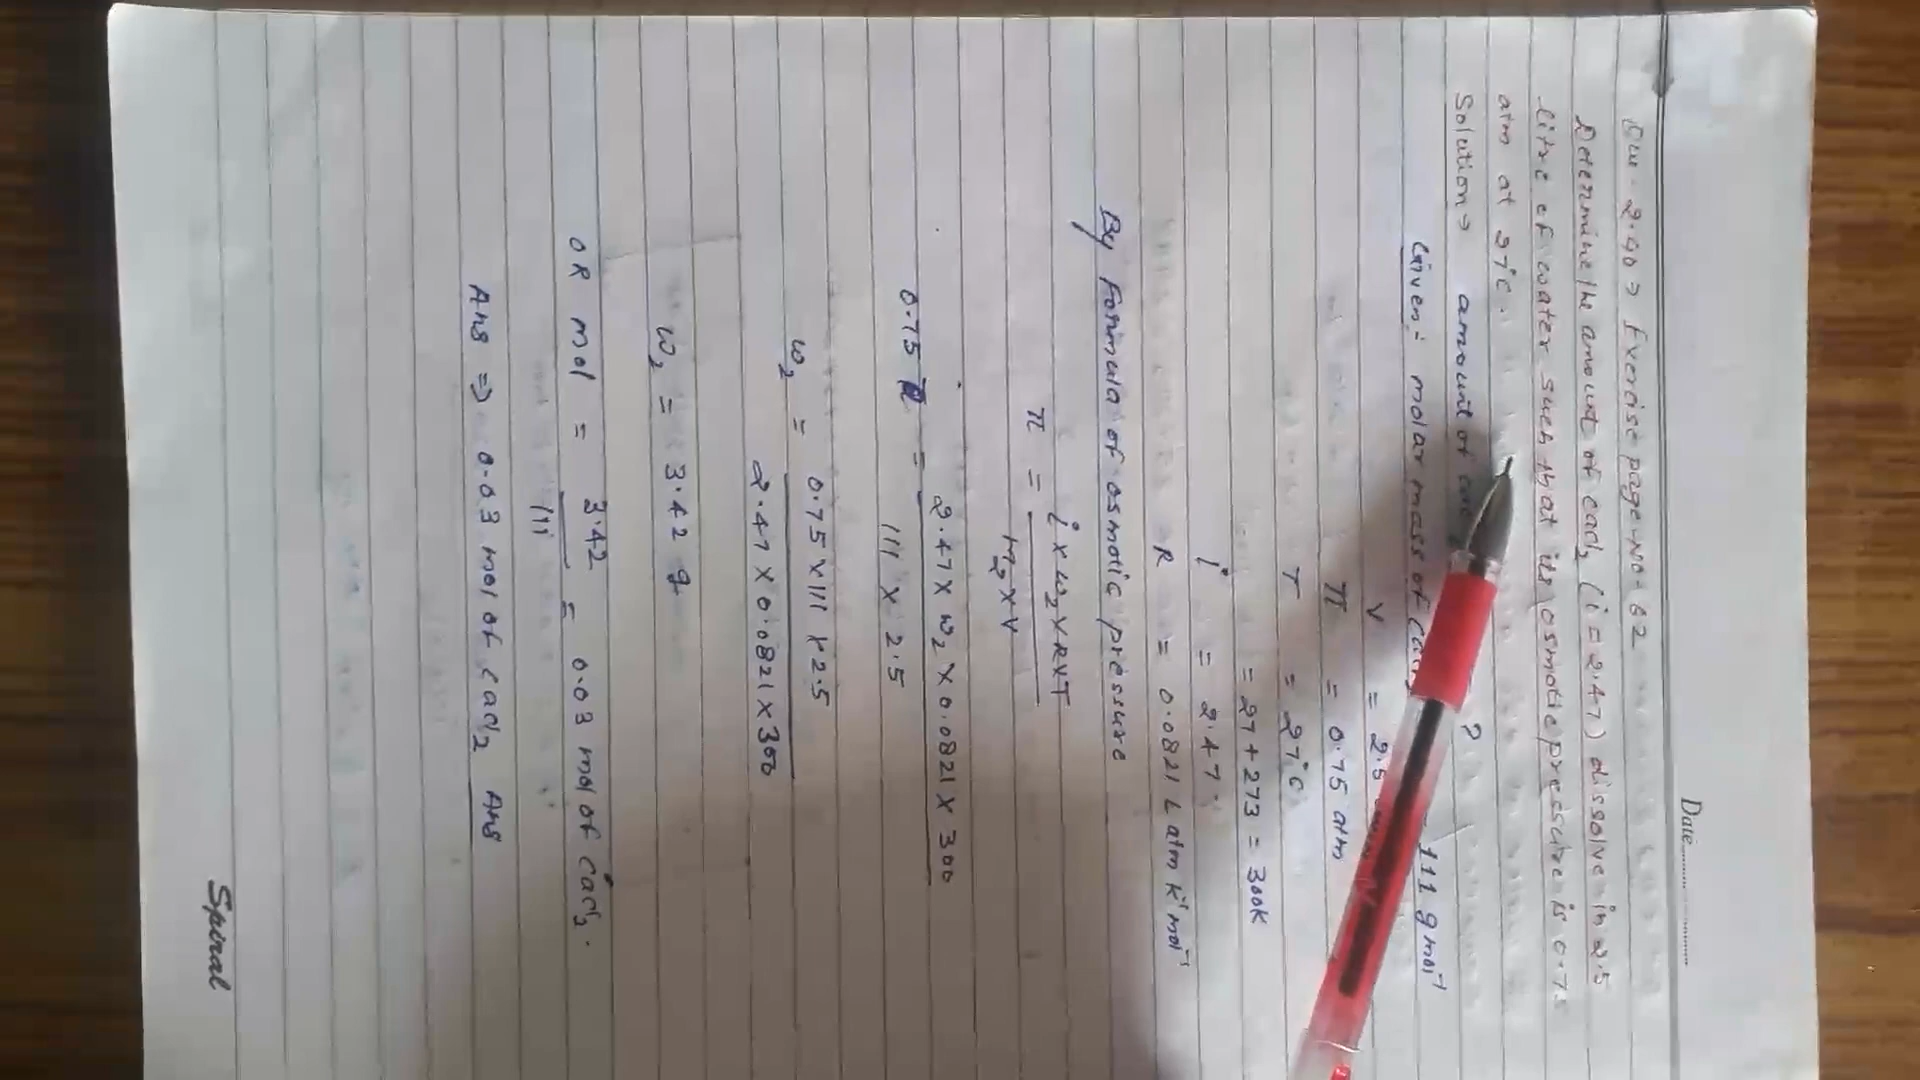 Date
Que. 2.40 > Exercise page-No-62
Determine the amount of CaCl2 (i = 2.47) dissolve in 2.5
litre of water such that its osmotic pressure is 0.75
atm at 27°C.
Solution > amount of ?
Given:- molar mass of CaCl = 111 g mol-1
V = 2.5
π = 0.75 atm
T = 27°C
= 27+273 = 300K
i = 2.47
R = 0.0821 L atm K-1 mol-1
By Formula of osmotic pressure
π = i × w2 × R × T
M2 × V
0.75 = 2.47 × w2 × 0.0821 × 300
111 × 2.5
w2 = 0.75 × 111 × 2.5
2.47 × 0.0821 × 300
w2 = 3.42 g
OR mol = 3.42 = 0.03 mol of CaCl2.
111
Ans => 0.03 mol of CaCl2 Ans
Spiral